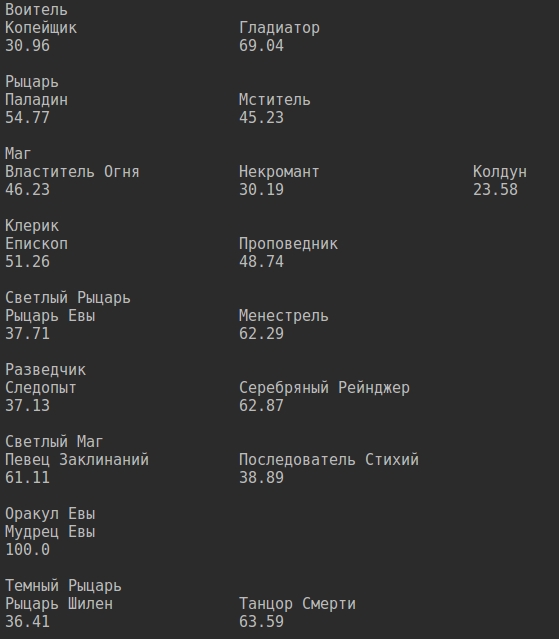 Воитель
Копейщик Гладиатор
30.96 69.04
Рыцарь
Паладин Мститель
54.77 45.23
Маг
Властитель Огня Некромант Колдун
46.23 30.19 23.58
Клерик
Епископ Проповедник
51.26 48.74
Светлый Рыцарь
Рыцарь Евы Менестрель
37.71 62.29
Разведчик
Следопыт Серебряный Рейнджер
37.13 62.87
Светлый Маг
Певец Заклинаний Последователь Стихий
61.11 38.89
Оракул Евы
Мудрец Евы
100.0
Темный Рыцарь
Рыцарь Шилен Танцор Смерти
36.41 63.59